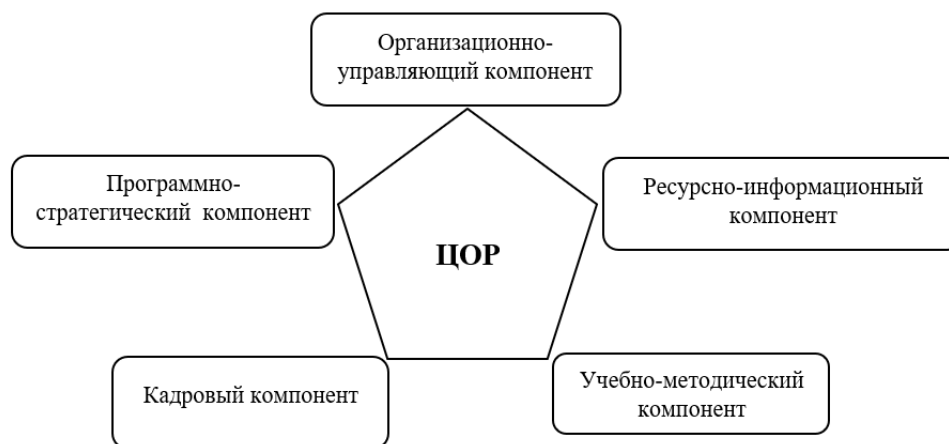 Организационно-
управляющий компонент
Программно-
стратегический компонент
Ресурсно-информационный
компонент
ЦОР
Кадровый компонент
Учебно-методический
компонент